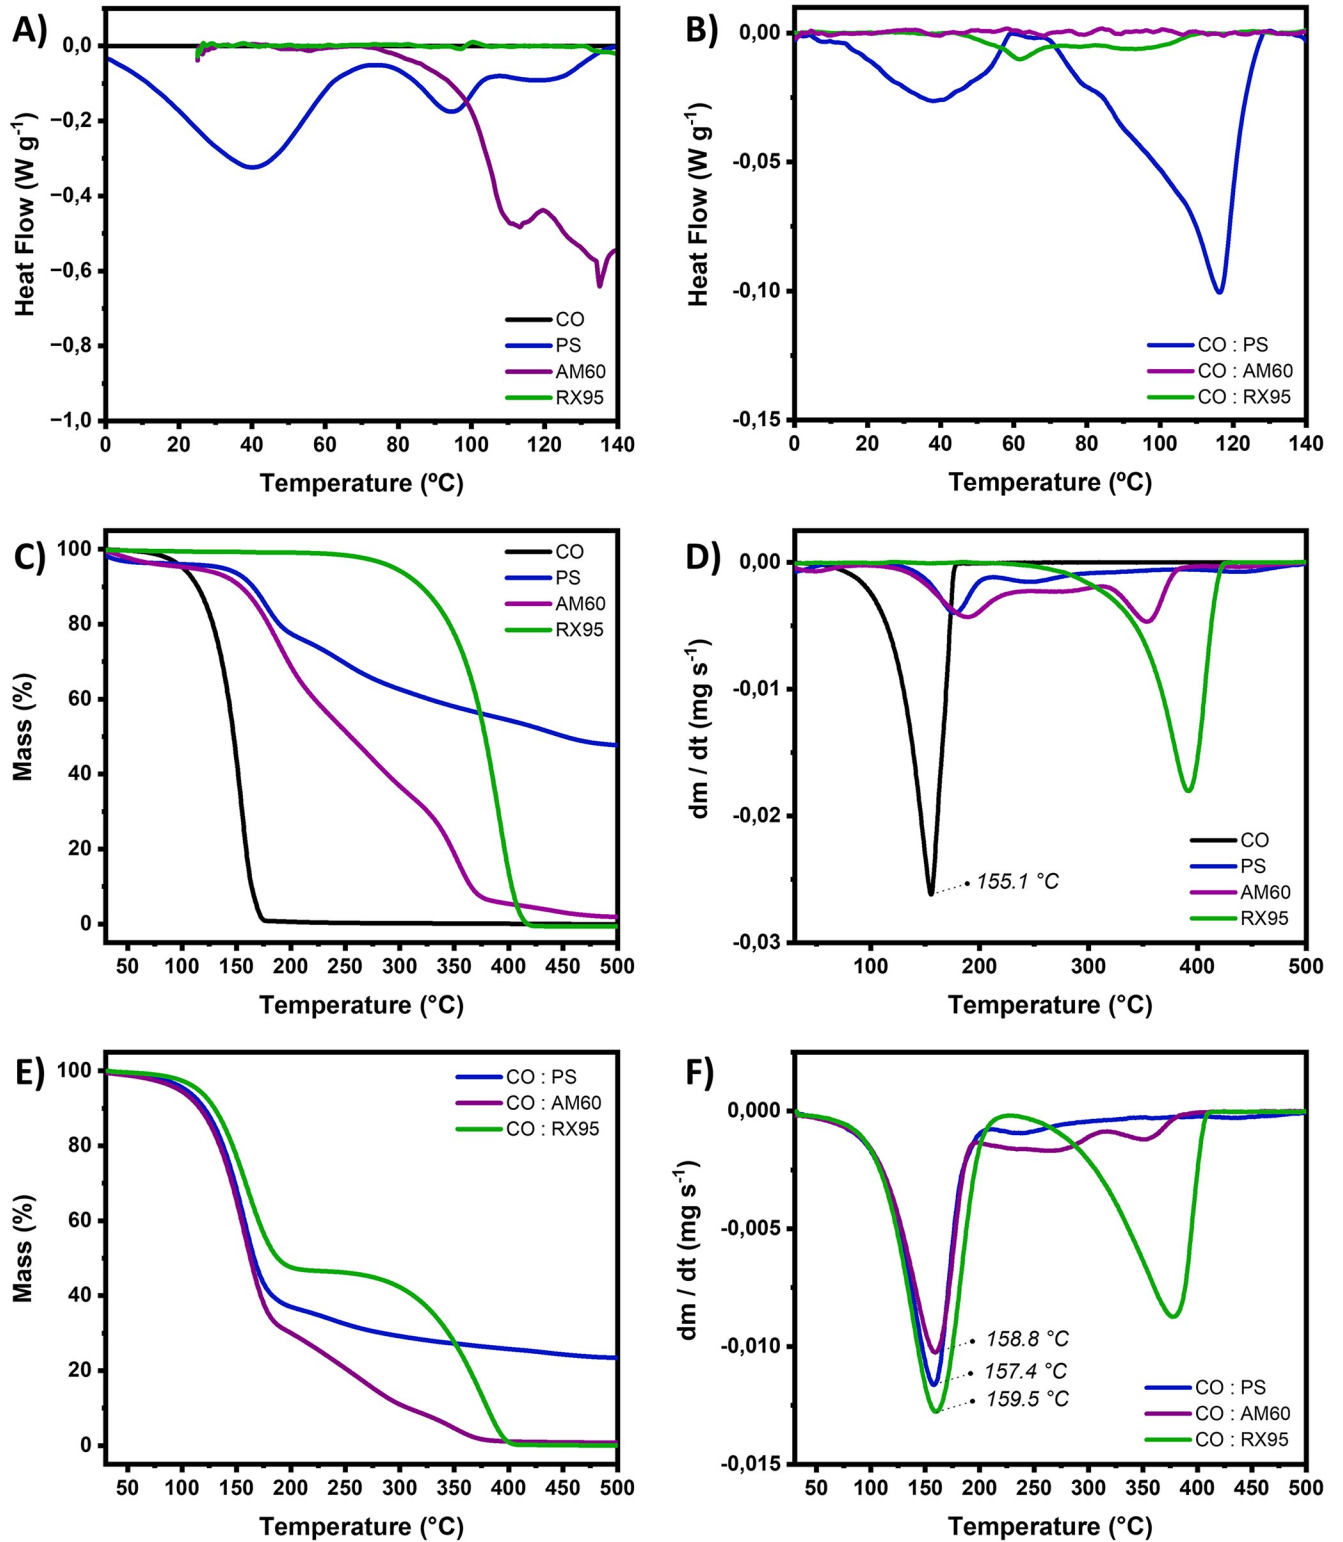 A)
0,0
−0,2
−0,4
−0,6
−0,8
−1,0
Heat Flow (W g⁻¹)
CO
PS
AM60
RX95
0 20 40 60 80 100 120 140
Temperature (ºC)
B)
0,00
-0,05
-0,10
-0,15
Heat Flow (W g⁻¹)
CO : PS
CO : AM60
CO : RX95
0 20 40 60 80 100 120 140
Temperature (ºC)
C)
100
80
60
40
20
0
Mass (%)
CO
PS
AM60
RX95
50 100 150 200 250 300 350 400 450 500
Temperature (°C)
D)
0,00
-0,01
-0,02
-0,03
dm / dt (mg s⁻¹)
155.1 °C
CO
PS
AM60
RX95
100 200 300 400 500
Temperature (°C)
E)
100
80
60
40
20
0
Mass (%)
CO : PS
CO : AM60
CO : RX95
50 100 150 200 250 300 350 400 450 500
Temperature (°C)
F)
0,000
-0,005
-0,010
-0,015
dm / dt (mg s⁻¹)
158.8 °C
157.4 °C
159.5 °C
CO : PS
CO : AM60
CO : RX95
50 100 150 200 250 300 350 400 450 500
Temperature (°C)